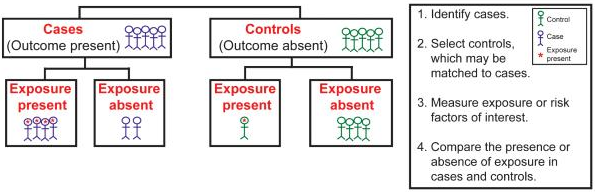 Cases
(Outcome present)
Controls
(Outcome absent)
Exposure
present
Exposure
absent
Exposure
present
Exposure
absent
1. Identify cases.
2. Select controls,
which may be
matched to cases.
3. Measure exposure or risk
factors of interest.
4. Compare the presence or
absence of exposure in
cases and controls.
Control
Case
* Exposure
present